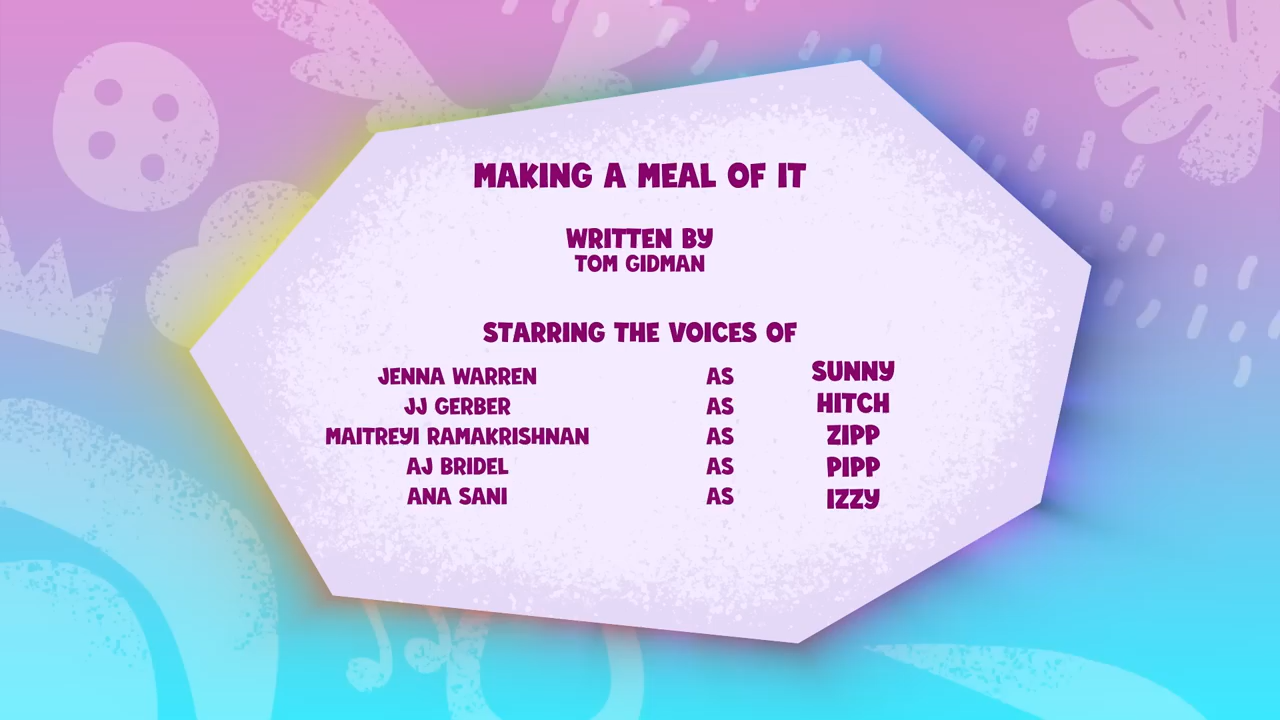 MAKING A MEAL OF IT
WRITTEN BY
TOM GIDMAN
STARRING THE VOICES OF
JENNA WARREN AS SUNNY
JJ GERBER AS HITCH
MAITREYI RAMAKRISHNAN AS ZIPP
AJ BRIDEL AS PIPP
ANA SANI AS IZZY